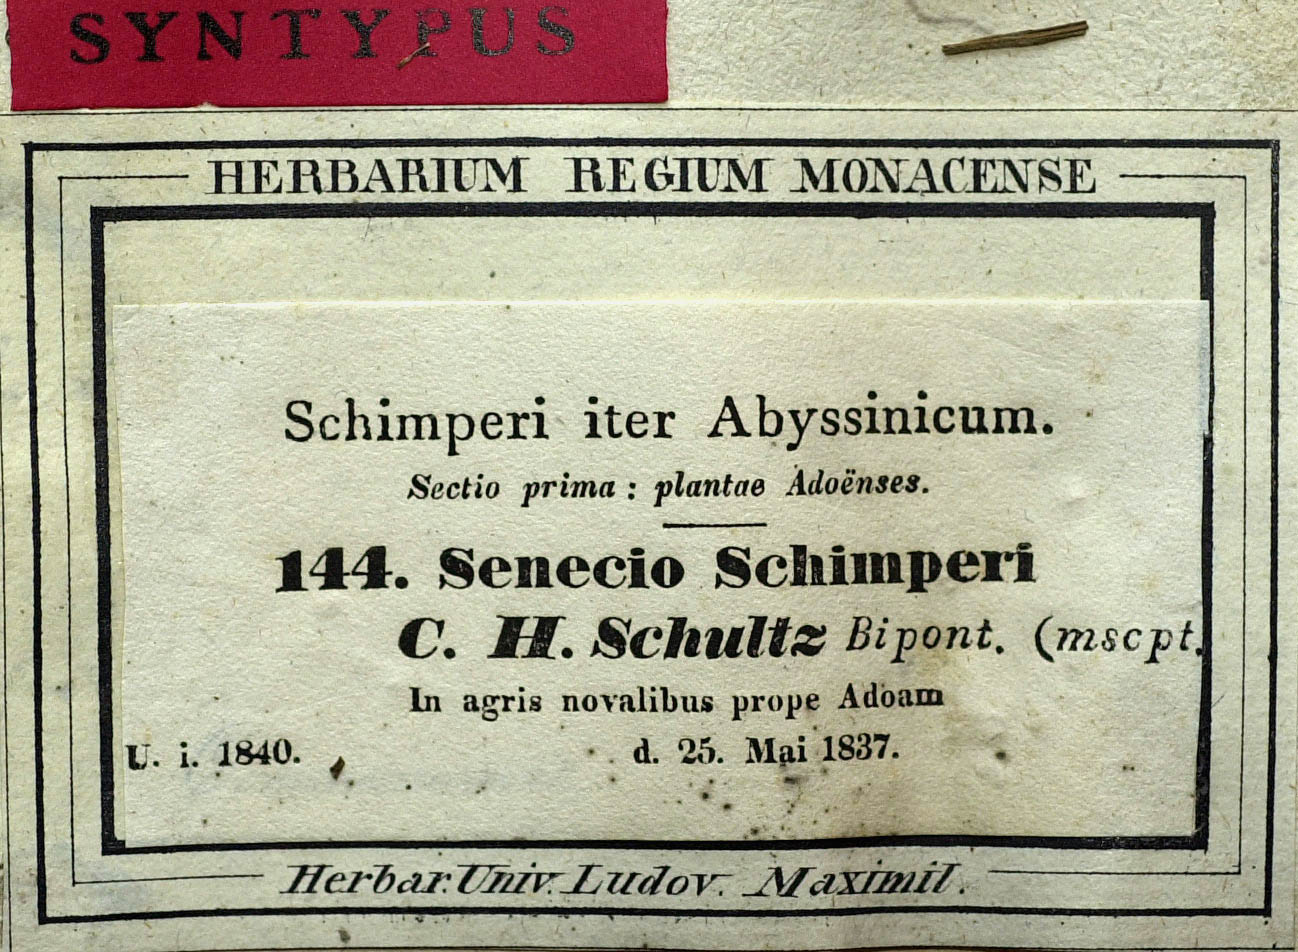 SYNTYPUS
HERBARIUM REGIUM MONACENSE
Schimperi iter Abyssinicum.
Sectio prima: plantae Adoënses.
144. Senecio Schimperi
C. H. Schultz Bipont. (mscpt.
In agris novalibus prope Adoam
U. i. 1840. d. 25. Mai 1837.
Herbar. Univ. Ludov. Maximil.